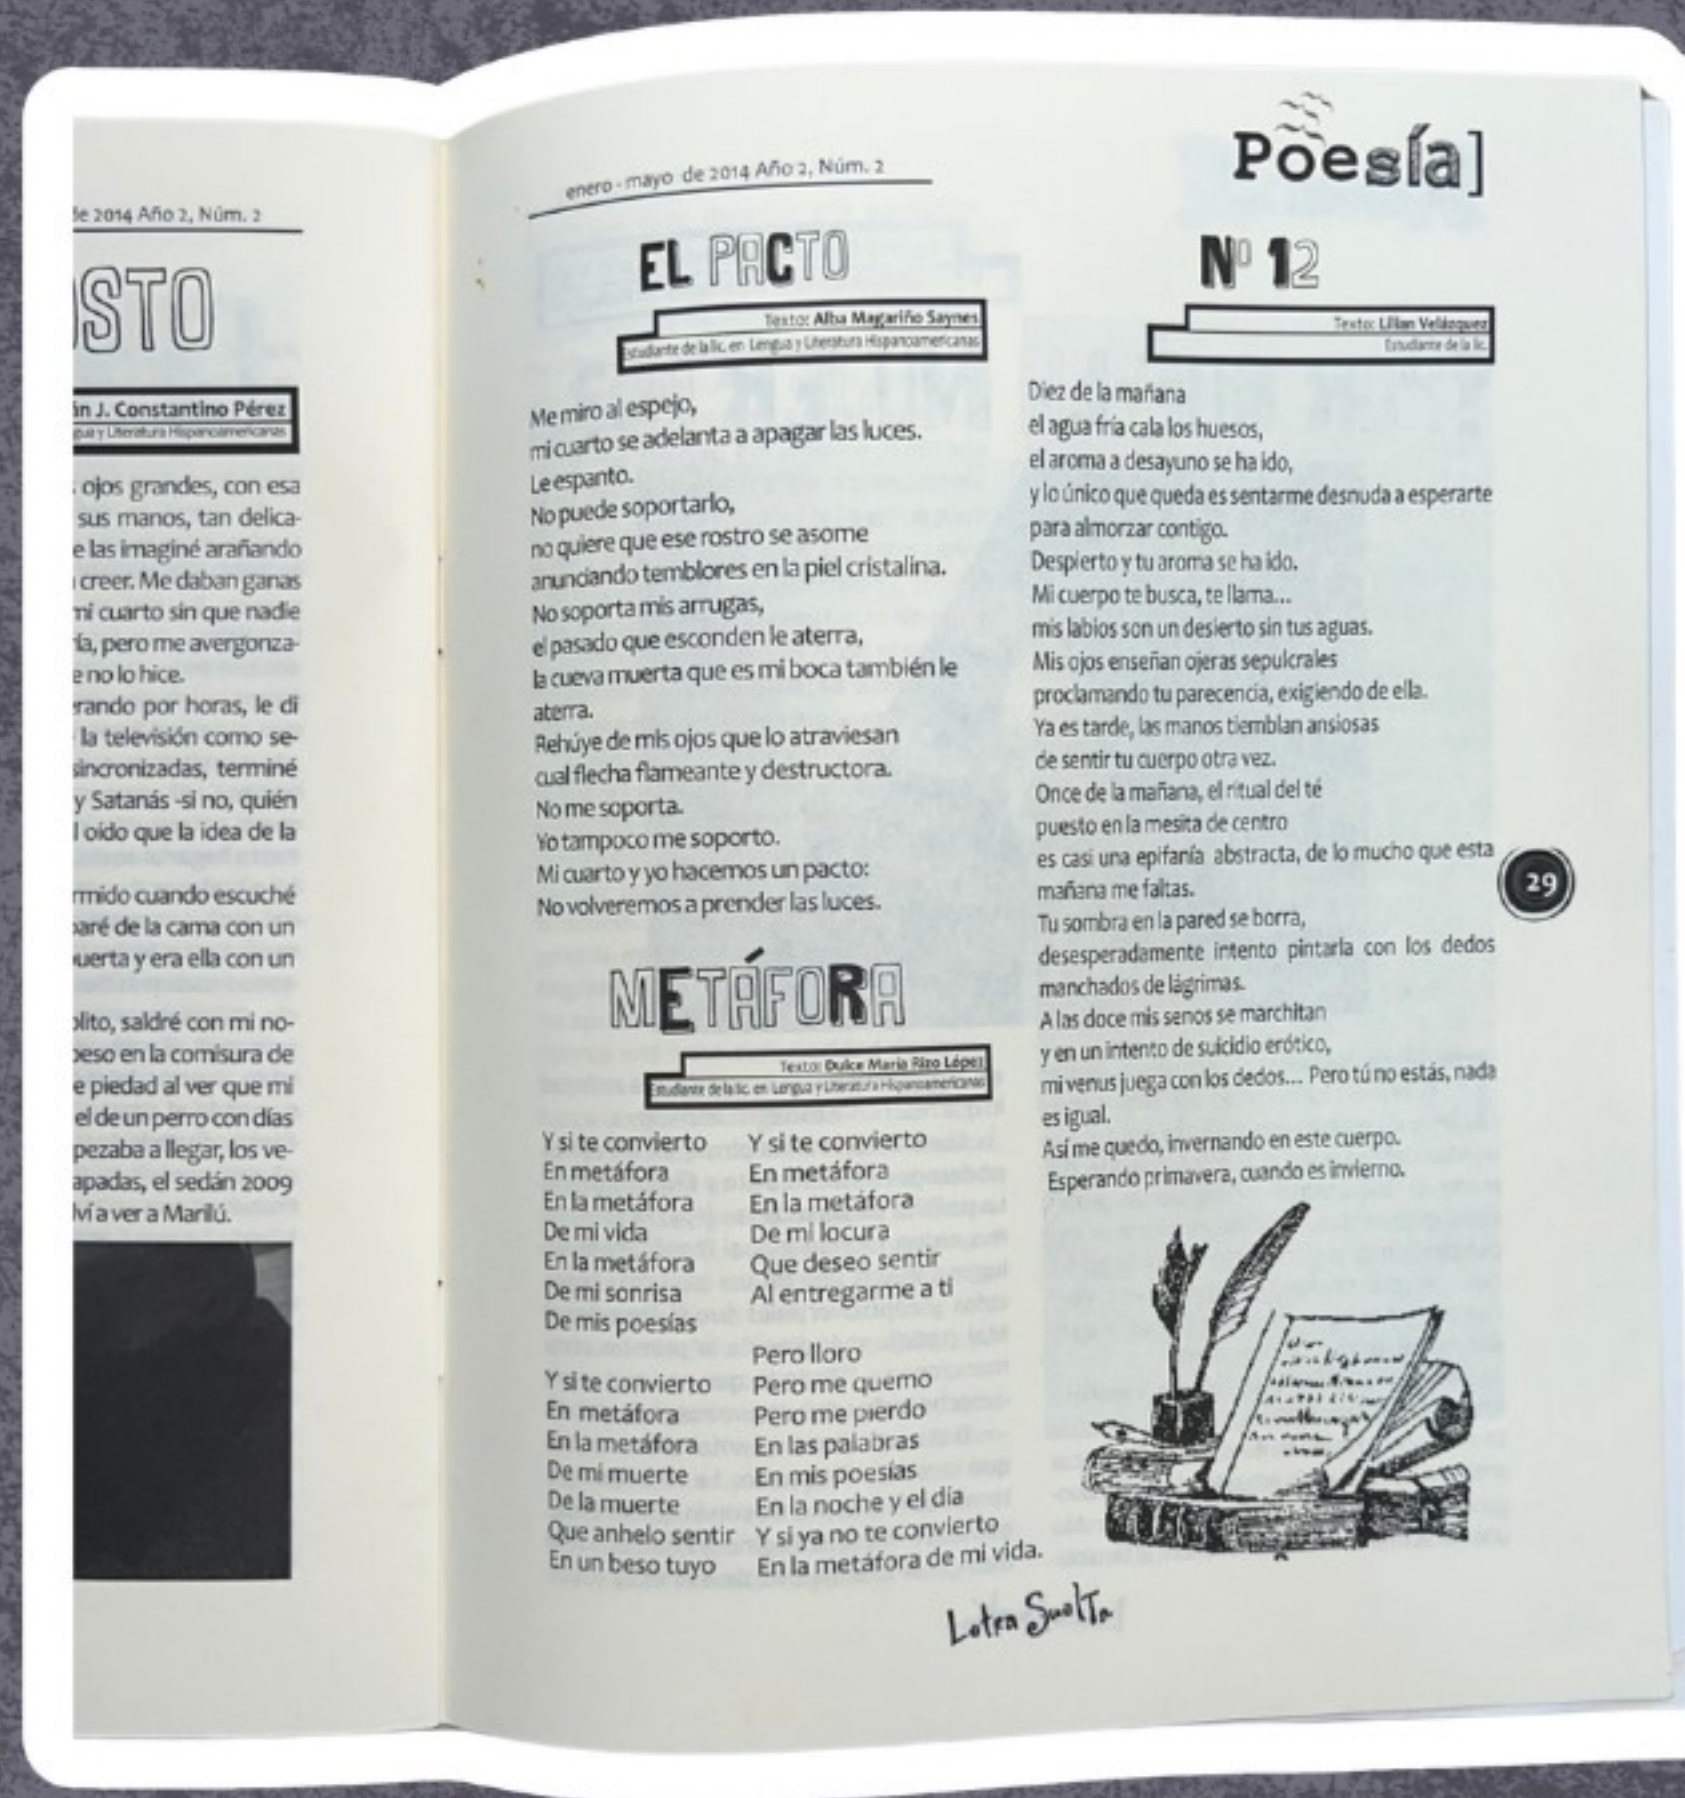 de 2014 Año 2, Núm. 2
OSTO
án J. Constantino Pérez
gua y Literatura Hispanoamericanas
ojos grandes, con esa
sus manos, tan delica-
e las imaginé arañando
creer. Me daban ganas
mi cuarto sin que nadie
ía, pero me avergonza-
e no lo hice.
rando por horas, le di
la televisión como se-
sincronizadas, terminé
y Satanás -si no, quién
l oído que la idea de la
rmido cuando escuché
paré de la cama con un
uerta y era ella con un
olito, saldré con mi no-
beso en la comisura de
e piedad al ver que mi
el de un perro con días
pezaba a llegar, los ve-
apadas, el sedán 2009
lví a ver a Marilú.
enero - mayo de 2014 Año 2, Núm. 2
Poesía]
EL PACTO
Texto: Alba Magariño Saynes
Estudiante de la lic. en Lengua y Literatura Hispanoamericanas
Me miro al espejo,
mi cuarto se adelanta a apagar las luces.
Le espanto.
No puede soportarlo,
no quiere que ese rostro se asome
anunciando temblores en la piel cristalina.
No soporta mis arrugas,
el pasado que esconden le aterra,
la cueva muerta que es mi boca también le
aterra.
Rehúye de mis ojos que lo atraviesan
cual flecha flameante y destructora.
No me soporta.
Yo tampoco me soporto.
Mi cuarto y yo hacemos un pacto:
No volveremos a prender las luces.
METÁFORA
Texto: Dulce María Rizo López
Estudiante de la lic. en Lengua y Literatura Hispanoamericanas
Y si te convierto
En metáfora
En la metáfora
De mi vida
En la metáfora
De mi sonrisa
De mis poesías
Y si te convierto
En metáfora
En la metáfora
De mi muerte
De la muerte
Que anhelo sentir
En un beso tuyo
Y si te convierto
En metáfora
En la metáfora
De mi locura
Que deseo sentir
Al entregarme a ti
Pero lloro
Pero me quemo
Pero me pierdo
En las palabras
En mis poesías
En la noche y el día
Y si ya no te convierto
En la metáfora de mi vida.
Nº 12
Texto: Lilian Velázquez
Estudiante de la lic.
Diez de la mañana
el agua fría cala los huesos,
el aroma a desayuno se ha ido,
y lo único que queda es sentarme desnuda a esperarte
para almorzar contigo.
Despierto y tu aroma se ha ido.
Mi cuerpo te busca, te llama...
mis labios son un desierto sin tus aguas.
Mis ojos enseñan ojeras sepulcrales
proclamando tu parecencia, exigiendo de ella.
Ya es tarde, las manos tiemblan ansiosas
de sentir tu cuerpo otra vez.
Once de la mañana, el ritual del té
puesto en la mesita de centro
es casi una epifanía abstracta, de lo mucho que esta
mañana me faltas.
Tu sombra en la pared se borra,
desesperadamente intento pintarla con los dedos
manchados de lágrimas.
A las doce mis senos se marchitan
y en un intento de suicidio erótico,
mi venus juega con los dedos... Pero tú no estás, nada
es igual.
Así me quedo, invernando en este cuerpo.
Esperando primavera, cuando es invierno.
29
Letra Suelta